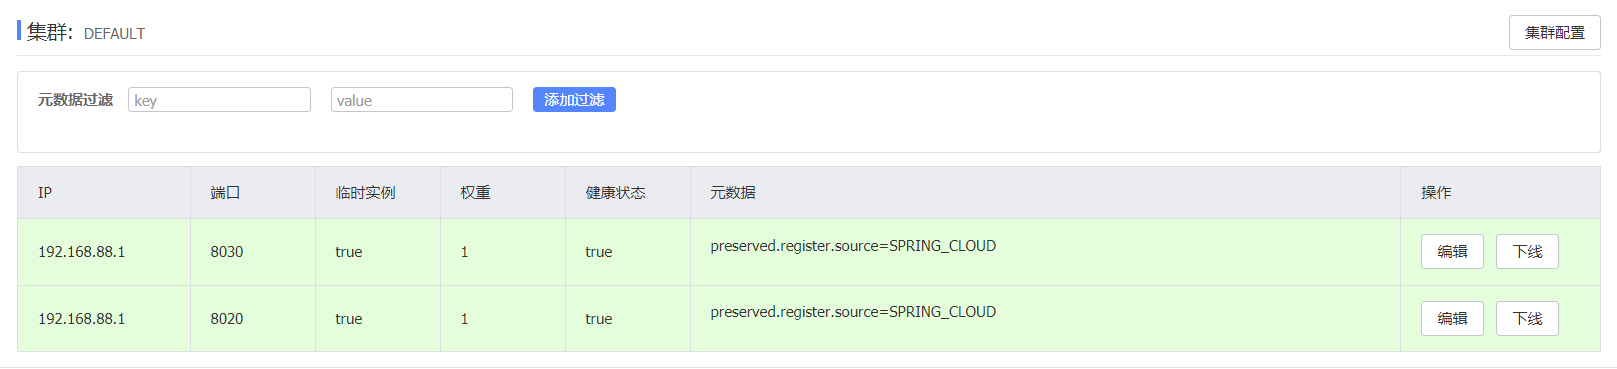 集群: DEFAULT
集群配置
元数据过滤 key value 添加过滤
IP 端口 临时实例 权重 健康状态 元数据 操作
192.168.88.1 8030 true 1 true preserved.register.source=SPRING_CLOUD 编辑 下线
192.168.88.1 8020 true 1 true preserved.register.source=SPRING_CLOUD 编辑 下线